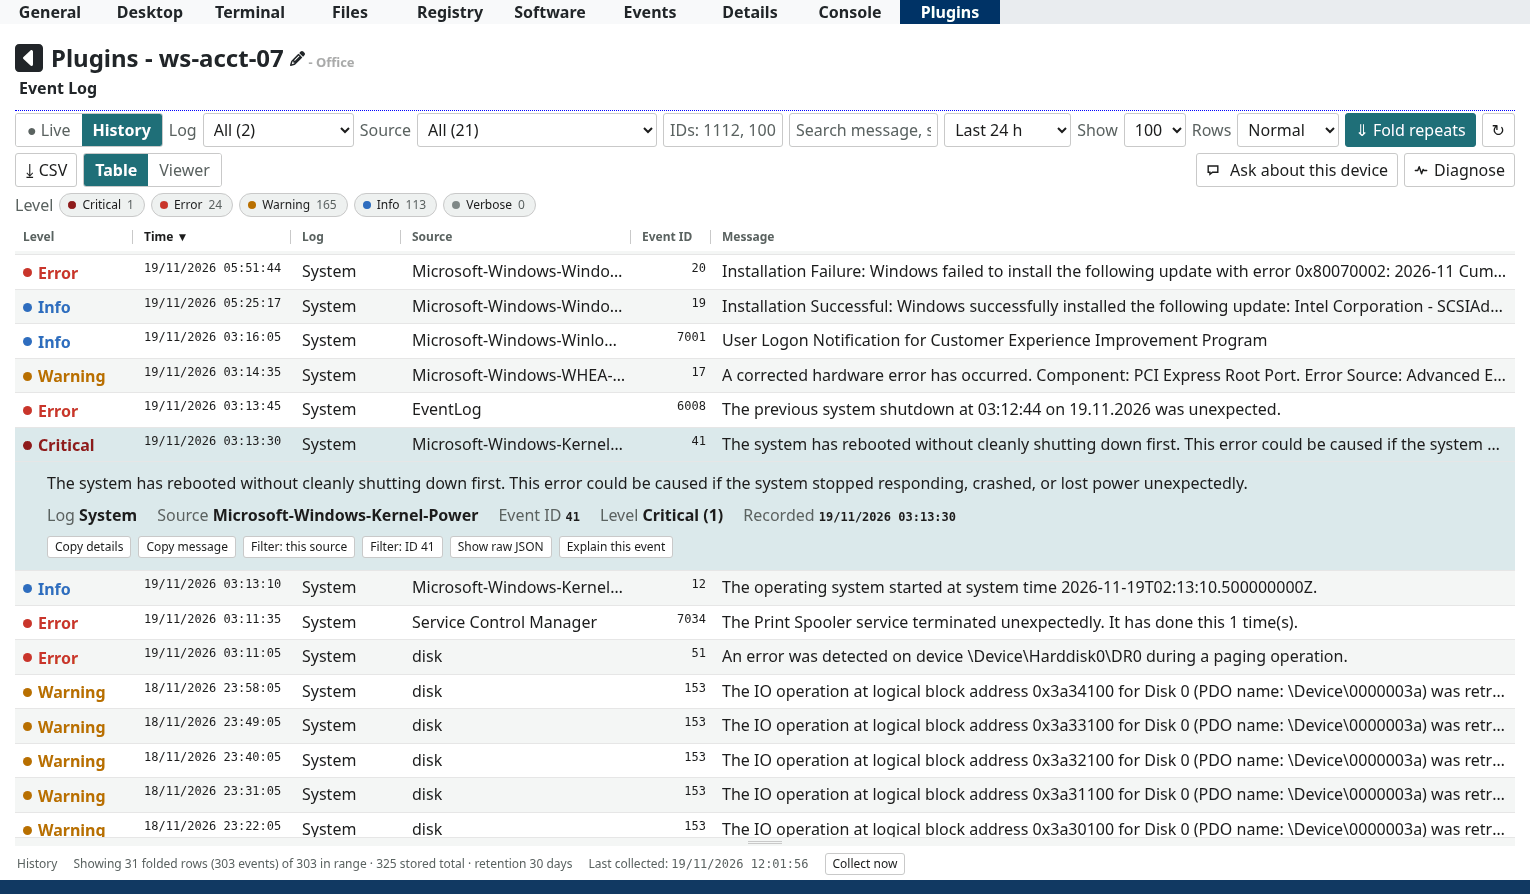 General Desktop Terminal Files Registry Software Events Details Console Plugins
Plugins - ws-acct-07 - Office
Event Log
● Live History Log All (2) Source All (21) IDs: 1112, 100 Search message, s Last 24 h Show 100 Rows Normal ⇓ Fold repeats ↻
↓ CSV Table Viewer Ask about this device Diagnose
Level Critical 1 Error 24 Warning 165 Info 113 Verbose 0
Level Time ▼ Log Source Event ID Message
Error 19/11/2026 05:51:44 System Microsoft-Windows-Windo... 20 Installation Failure: Windows failed to install the following update with error 0x80070002: 2026-11 Cum...
Info 19/11/2026 05:25:17 System Microsoft-Windows-Windo... 19 Installation Successful: Windows successfully installed the following update: Intel Corporation - SCSIAd...
Info 19/11/2026 03:16:05 System Microsoft-Windows-Winlo... 7001 User Logon Notification for Customer Experience Improvement Program
Warning 19/11/2026 03:14:35 System Microsoft-Windows-WHEA-... 17 A corrected hardware error has occurred. Component: PCI Express Root Port. Error Source: Advanced E...
Error 19/11/2026 03:13:45 System EventLog 6008 The previous system shutdown at 03:12:44 on 19.11.2026 was unexpected.
Critical 19/11/2026 03:13:30 System Microsoft-Windows-Kernel... 41 The system has rebooted without cleanly shutting down first. This error could be caused if the system ...
The system has rebooted without cleanly shutting down first. This error could be caused if the system stopped responding, crashed, or lost power unexpectedly.
Log System Source Microsoft-Windows-Kernel-Power Event ID 41 Level Critical (1) Recorded 19/11/2026 03:13:30
Copy details Copy message Filter: this source Filter: ID 41 Show raw JSON Explain this event
Info 19/11/2026 03:13:10 System Microsoft-Windows-Kernel... 12 The operating system started at system time 2026-11-19T02:13:10.500000000Z.
Error 19/11/2026 03:11:35 System Service Control Manager 7034 The Print Spooler service terminated unexpectedly. It has done this 1 time(s).
Error 19/11/2026 03:11:05 System disk 51 An error was detected on device \Device\Harddisk0\DR0 during a paging operation.
Warning 18/11/2026 23:58:05 System disk 153 The IO operation at logical block address 0x3a34100 for Disk 0 (PDO name: \Device\0000003a) was retr...
Warning 18/11/2026 23:49:05 System disk 153 The IO operation at logical block address 0x3a33100 for Disk 0 (PDO name: \Device\0000003a) was retr...
Warning 18/11/2026 23:40:05 System disk 153 The IO operation at logical block address 0x3a32100 for Disk 0 (PDO name: \Device\0000003a) was retr...
Warning 18/11/2026 23:31:05 System disk 153 The IO operation at logical block address 0x3a31100 for Disk 0 (PDO name: \Device\0000003a) was retr...
Warning 18/11/2026 23:22:05 System disk 153 The IO operation at logical block address 0x3a30100 for Disk 0 (PDO name: \Device\0000003a) was retr...
History Showing 31 folded rows (303 events) of 303 in range · 325 stored total · retention 30 days Last collected: 19/11/2026 12:01:56 Collect now